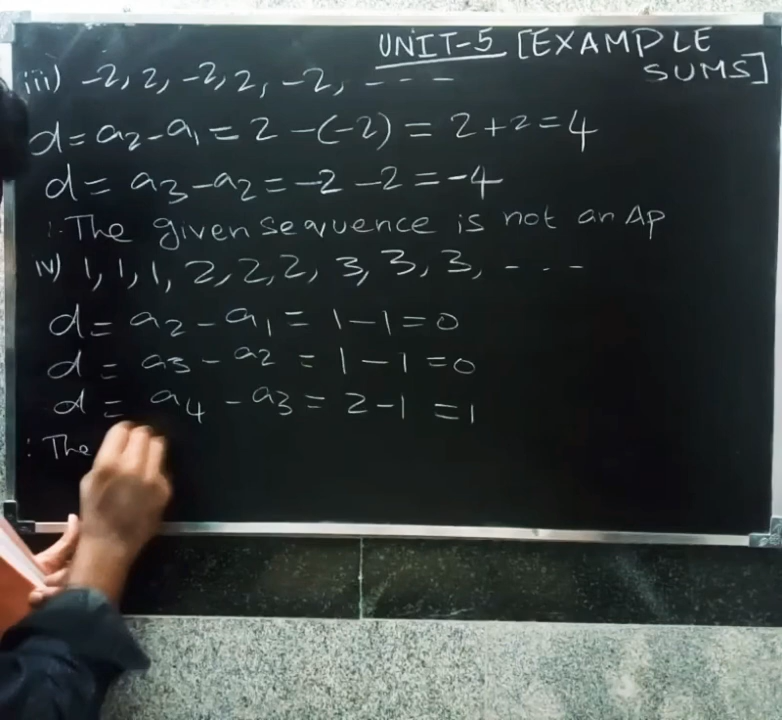 UNIT-5 [EXAMPLE SUMS]
iii) -2, 2, -2, 2, -2, - - - -
d = a2 - a1 = 2 - (-2) = 2 + 2 = 4
d = a3 - a2 = -2 - 2 = -4
∴ The given sequence is not an Ap
iv) 1, 1, 1, 2, 2, 2, 3, 3, 3, - - - -
d = a2 - a1 = 1 - 1 = 0
d = a3 - a2 = 1 - 1 = 0
d = a4 - a3 = 2 - 1 = 1
: The